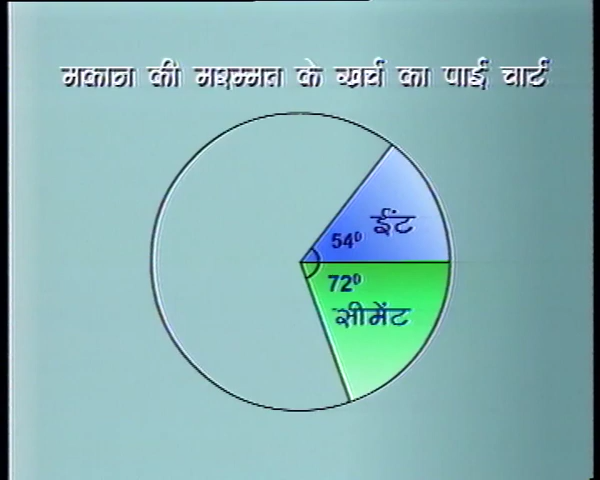 मकान की मरम्मत के खर्च का पाई चार्ट
54⁰ ईंट
72⁰
सीमेंट